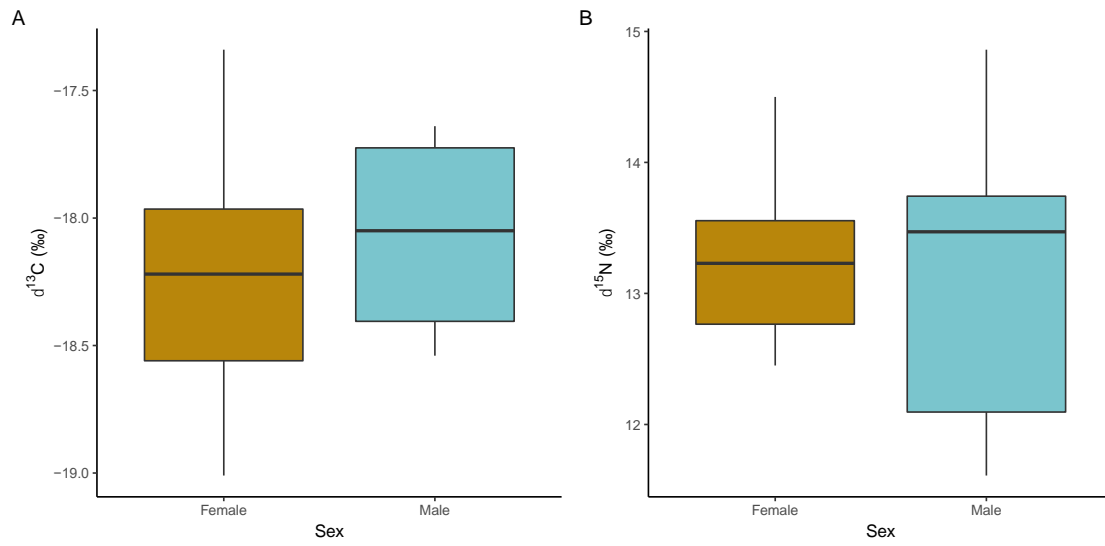 A
d¹³C (‰)
−17.5
−18.0
−18.5
−19.0
Female
Male
Sex
B
d¹⁵N (‰)
15
14
13
12
Female
Male
Sex